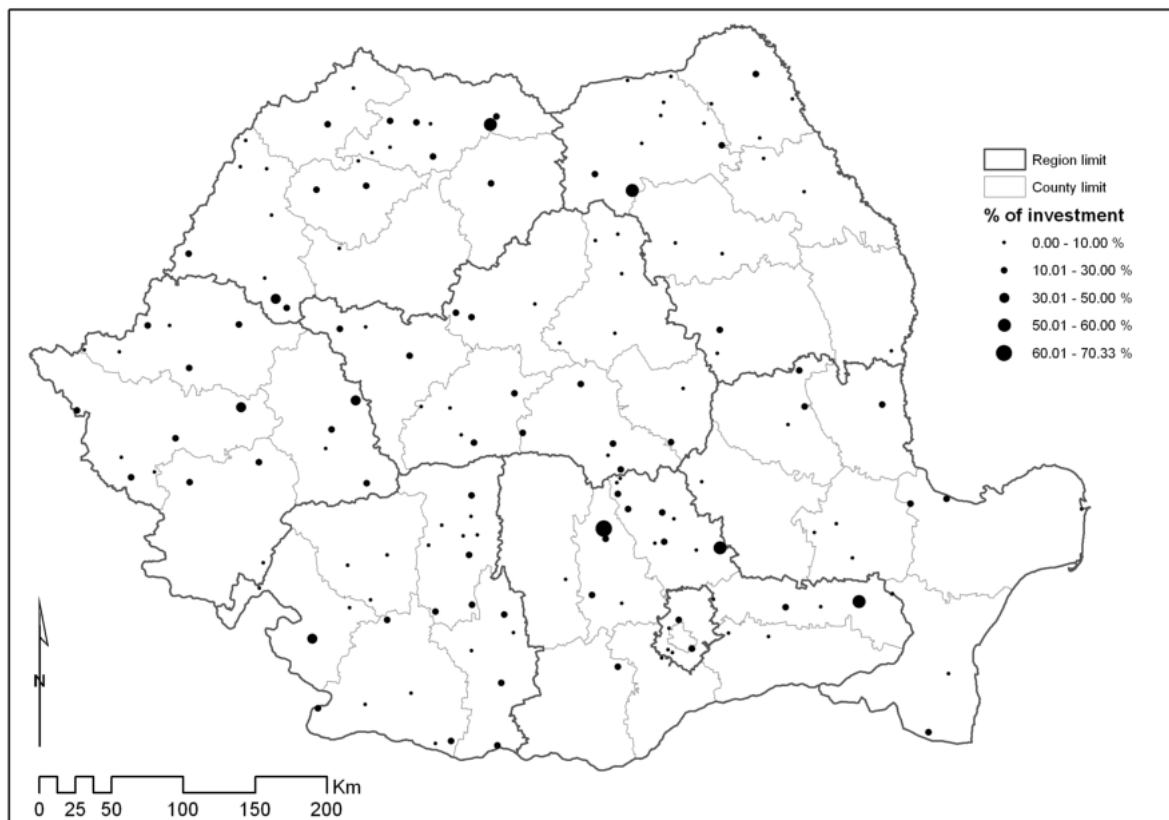 Region limit
County limit
% of investment
0.00 - 10.00 %
10.01 - 30.00 %
30.01 - 50.00 %
50.01 - 60.00 %
60.01 - 70.33 %
N
Km
0 25 50 100 150 200